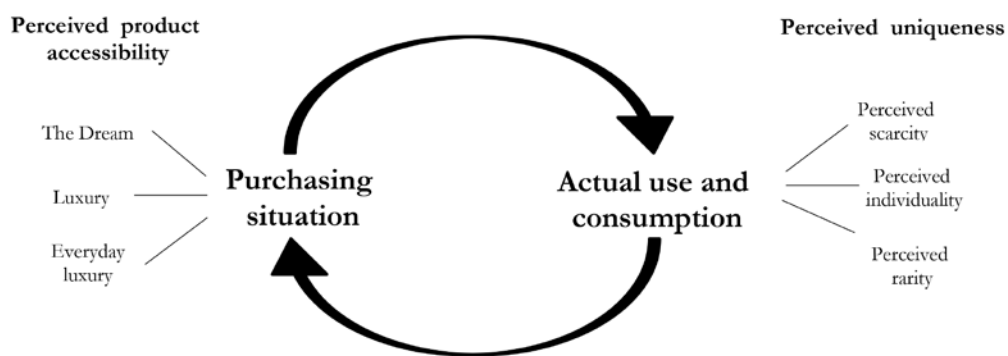 Perceived product
accessibility
The Dream
Luxury
Everyday
luxury
Purchasing
situation
Actual use and
consumption
Perceived uniqueness
Perceived
scarcity
Perceived
individuality
Perceived
rarity